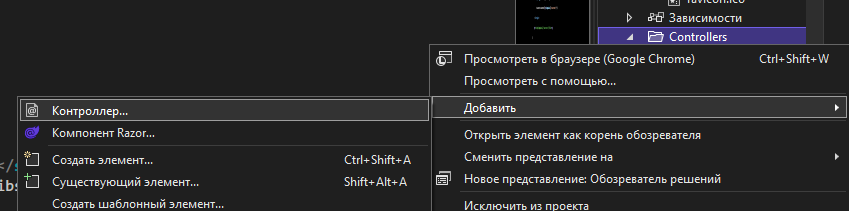 favicon.ico
Зависимости
Controllers
Просмотреть в браузере (Google Chrome) Ctrl+Shift+W
Просмотреть с помощью...
Контроллер... Добавить
Компонент Razor...
Открыть элемент как корень обозревателя
Создать элемент... Ctrl+Shift+A Сменить представление на
Существующий элемент... Shift+Alt+A Новое представление: Обозреватель решений
Создать шаблонный элемент... Исключить из проекта